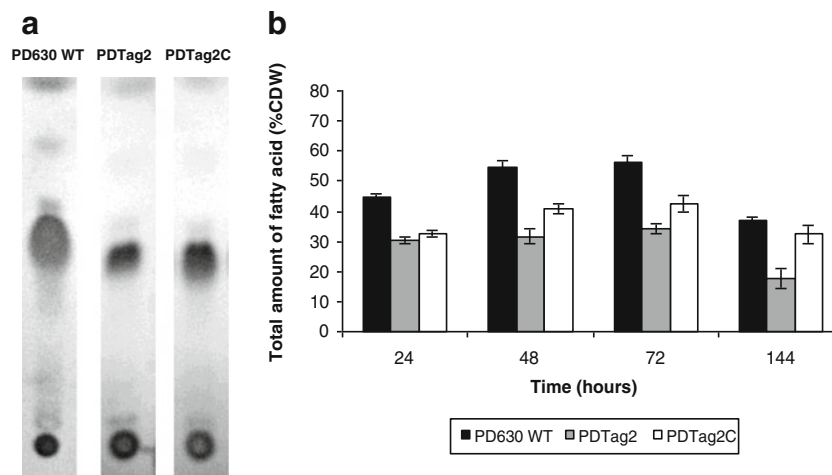 a
PD630 WT PDTag2 PDTag2C
b
Total amount of fatty acid (%CDW)
80
70
60
50
40
30
20
10
0
24 48 72 144
Time (hours)
PD630 WT PDTag2 PDTag2C